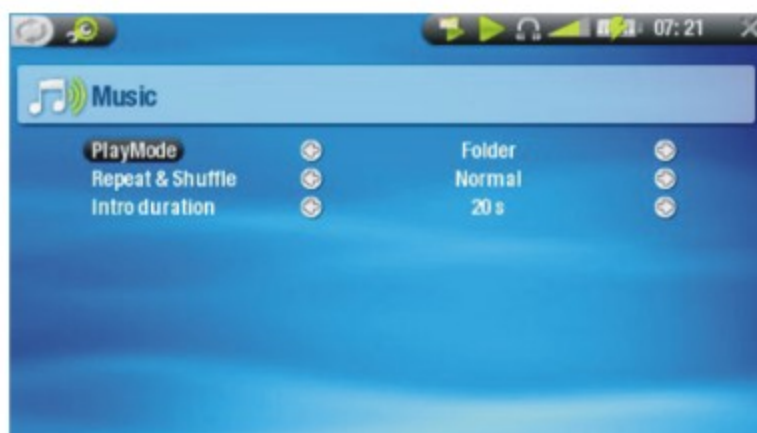 07:21
Music
PlayMode Folder
Repeat & Shuffle Normal
Intro duration 20 s